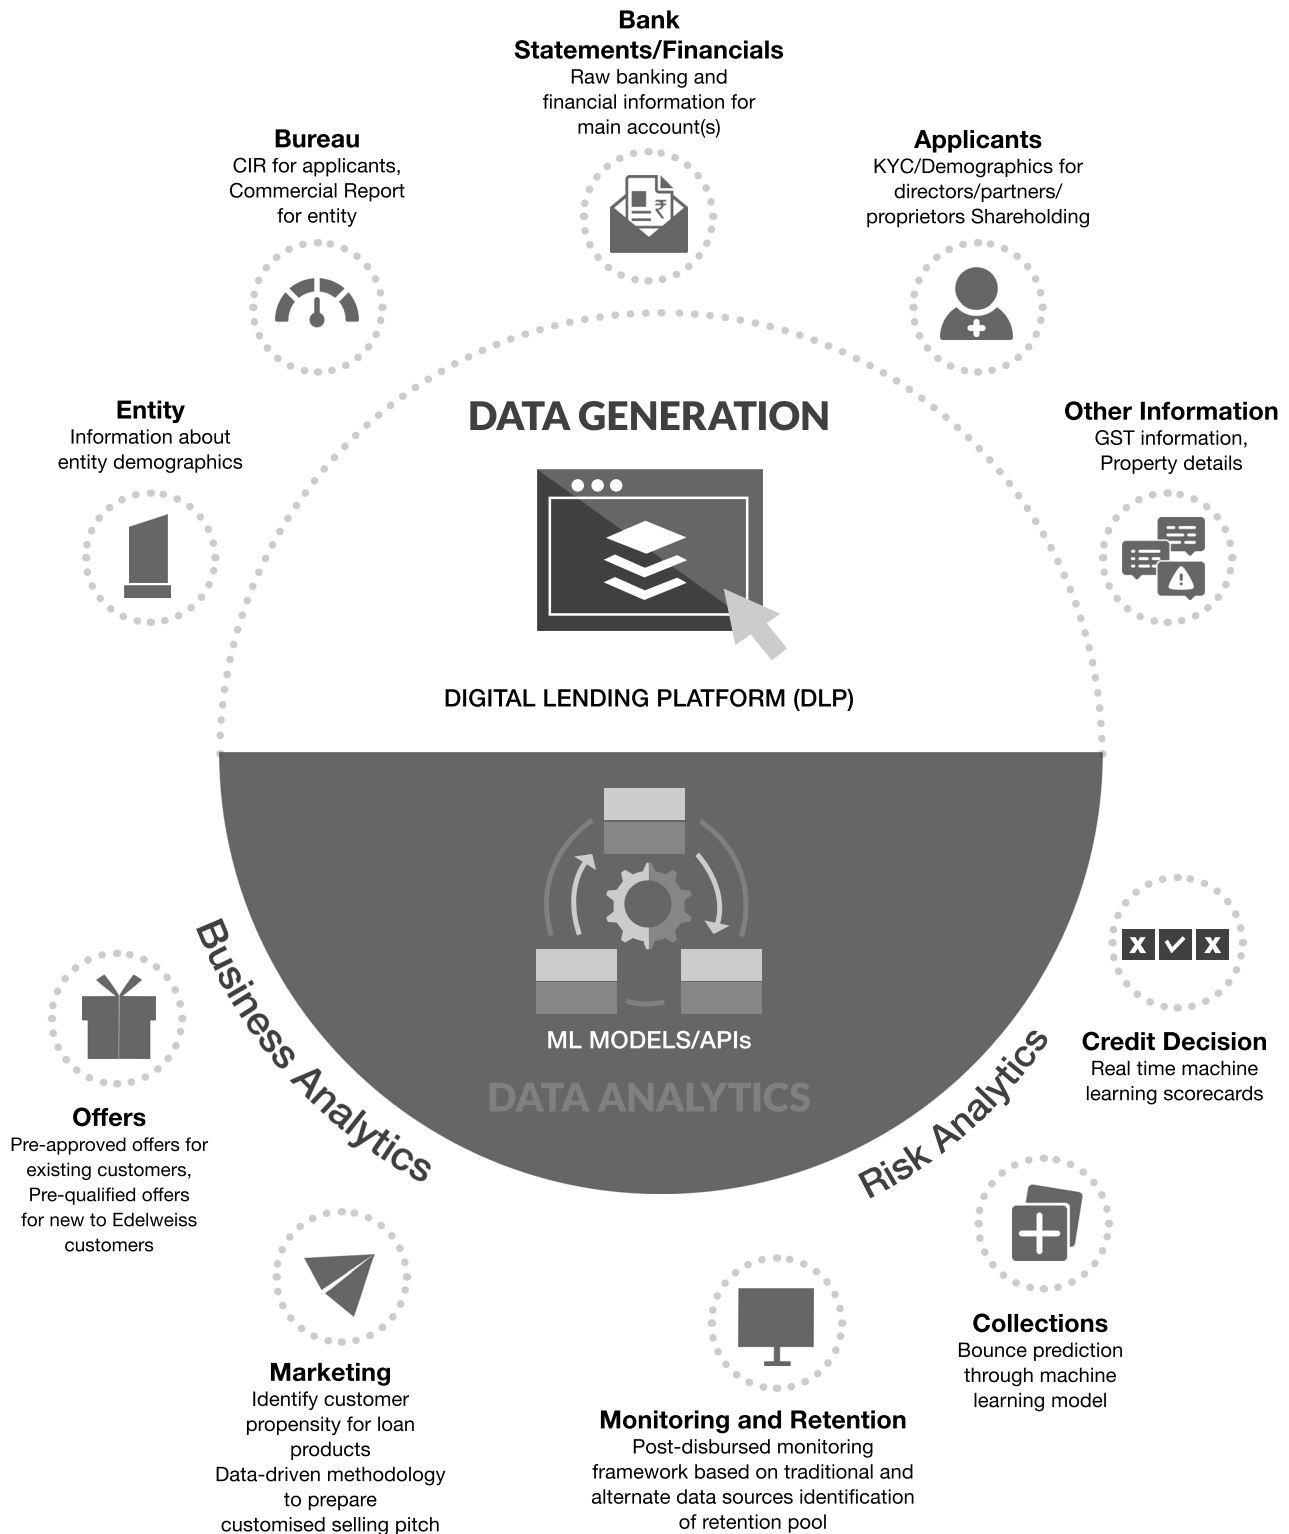 Bank
Statements/Financials
Raw banking and
financial information for
main account(s)
Bureau
CIR for applicants,
Commercial Report
for entity
Applicants
KYC/Demographics for
directors/partners/
proprietors Shareholding
Entity
Information about
entity demographics
Other Information
GST information,
Property details
DATA GENERATION
DIGITAL LENDING PLATFORM (DLP)
ML MODELS/APIs
DATA ANALYTICS
Business Analytics
Risk Analytics
Offers
Pre-approved offers for
existing customers,
Pre-qualified offers
for new to Edelweiss
customers
Marketing
Identify customer
propensity for loan
products
Data-driven methodology
to prepare
customised selling pitch
Monitoring and Retention
Post-disbursed monitoring
framework based on traditional and
alternate data sources identification
of retention pool
Collections
Bounce prediction
through machine
learning model
X ✓ X
Credit Decision
Real time machine
learning scorecards
₹